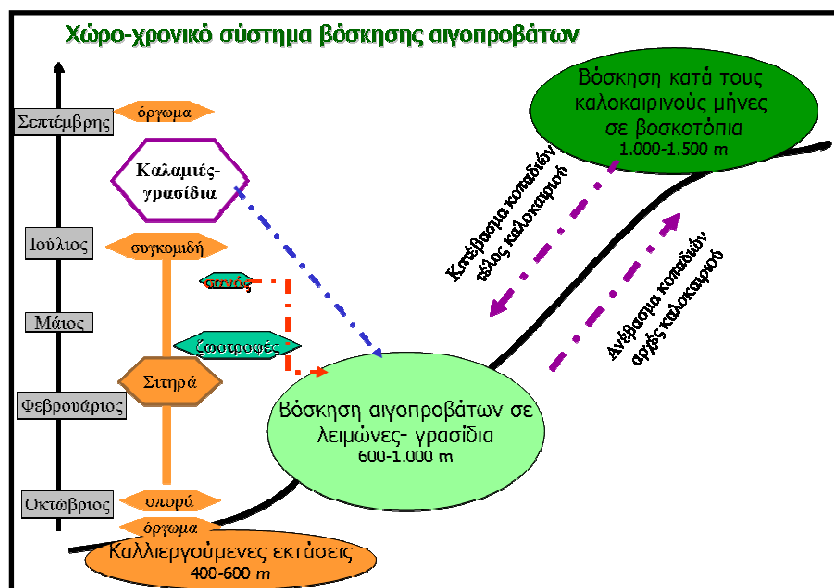 Χώρο-χρονικό σύστημα βόσκησης αιγοπροβάτων
Βόσκηση κατά τους
καλοκαιρινούς μήνες
σε βοσκοτόπια
1.000-1.500 m
Σεπτέμβρης
όργωμα
Καλαμιές-
γρασίδια
Κατέβασμα κοπαδιών
τέλος καλοκαιριού
Ανέβασμα κοπαδιών
αρχές καλοκαιριού
Ιούλιος
συγκομιδή
σανός
Μάιος
ζωοτροφές
Σιτηρά
Φεβρουάριος
Βόσκηση αιγοπροβάτων σε
λειμώνες- γρασίδια
600-1.000 m
Οκτώβριος
σπορά
όργωμα
Καλλιεργούμενες εκτάσεις
400-600 m